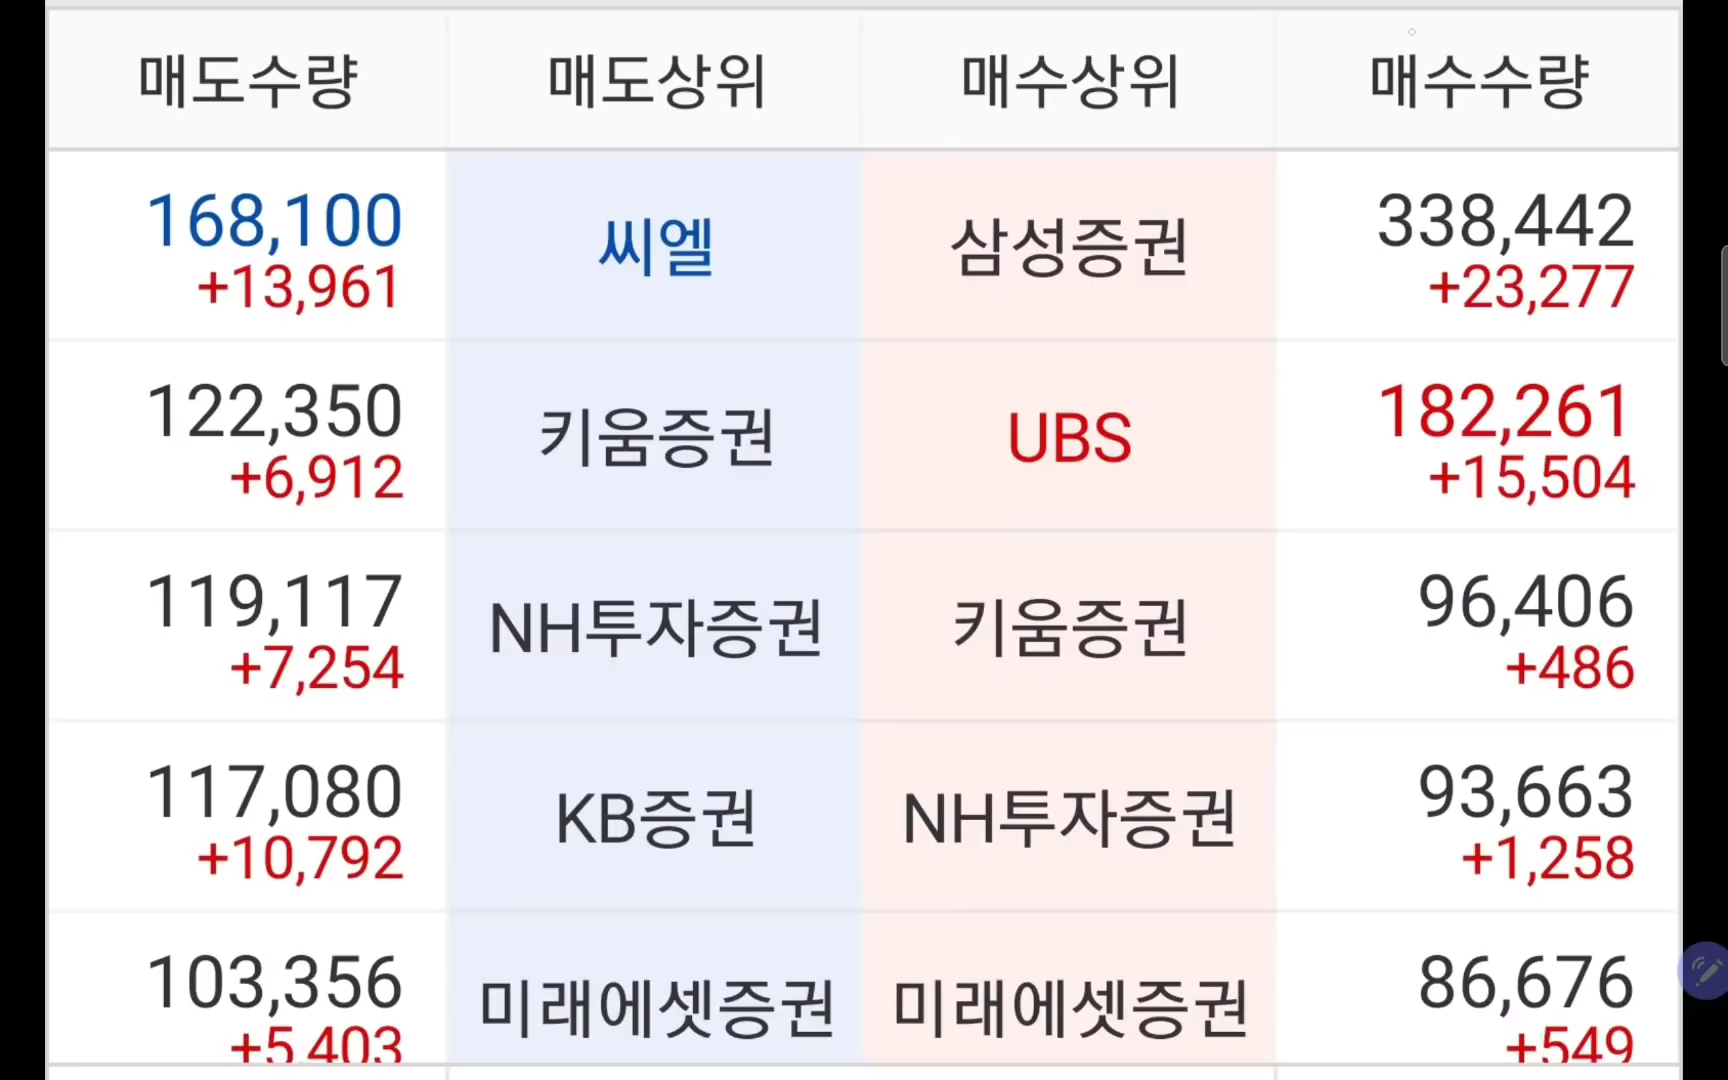 매도수량 매도상위 매수상위 매수수량
168,100 씨엘 삼성증권 338,442
+13,961 +23,277
122,350 키움증권 UBS 182,261
+6,912 +15,504
119,117 NH투자증권 키움증권 96,406
+7,254 +486
117,080 KB증권 NH투자증권 93,663
+10,792 +1,258
103,356 미래에셋증권 미래에셋증권 86,676
+5,403 +549